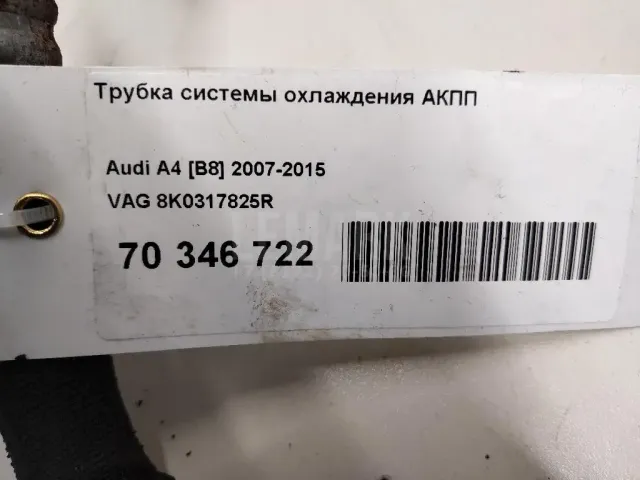 Трубка системы охлаждения АКПП
Audi A4 [B8] 2007-2015
VAG 8K0317825R
70 346 722